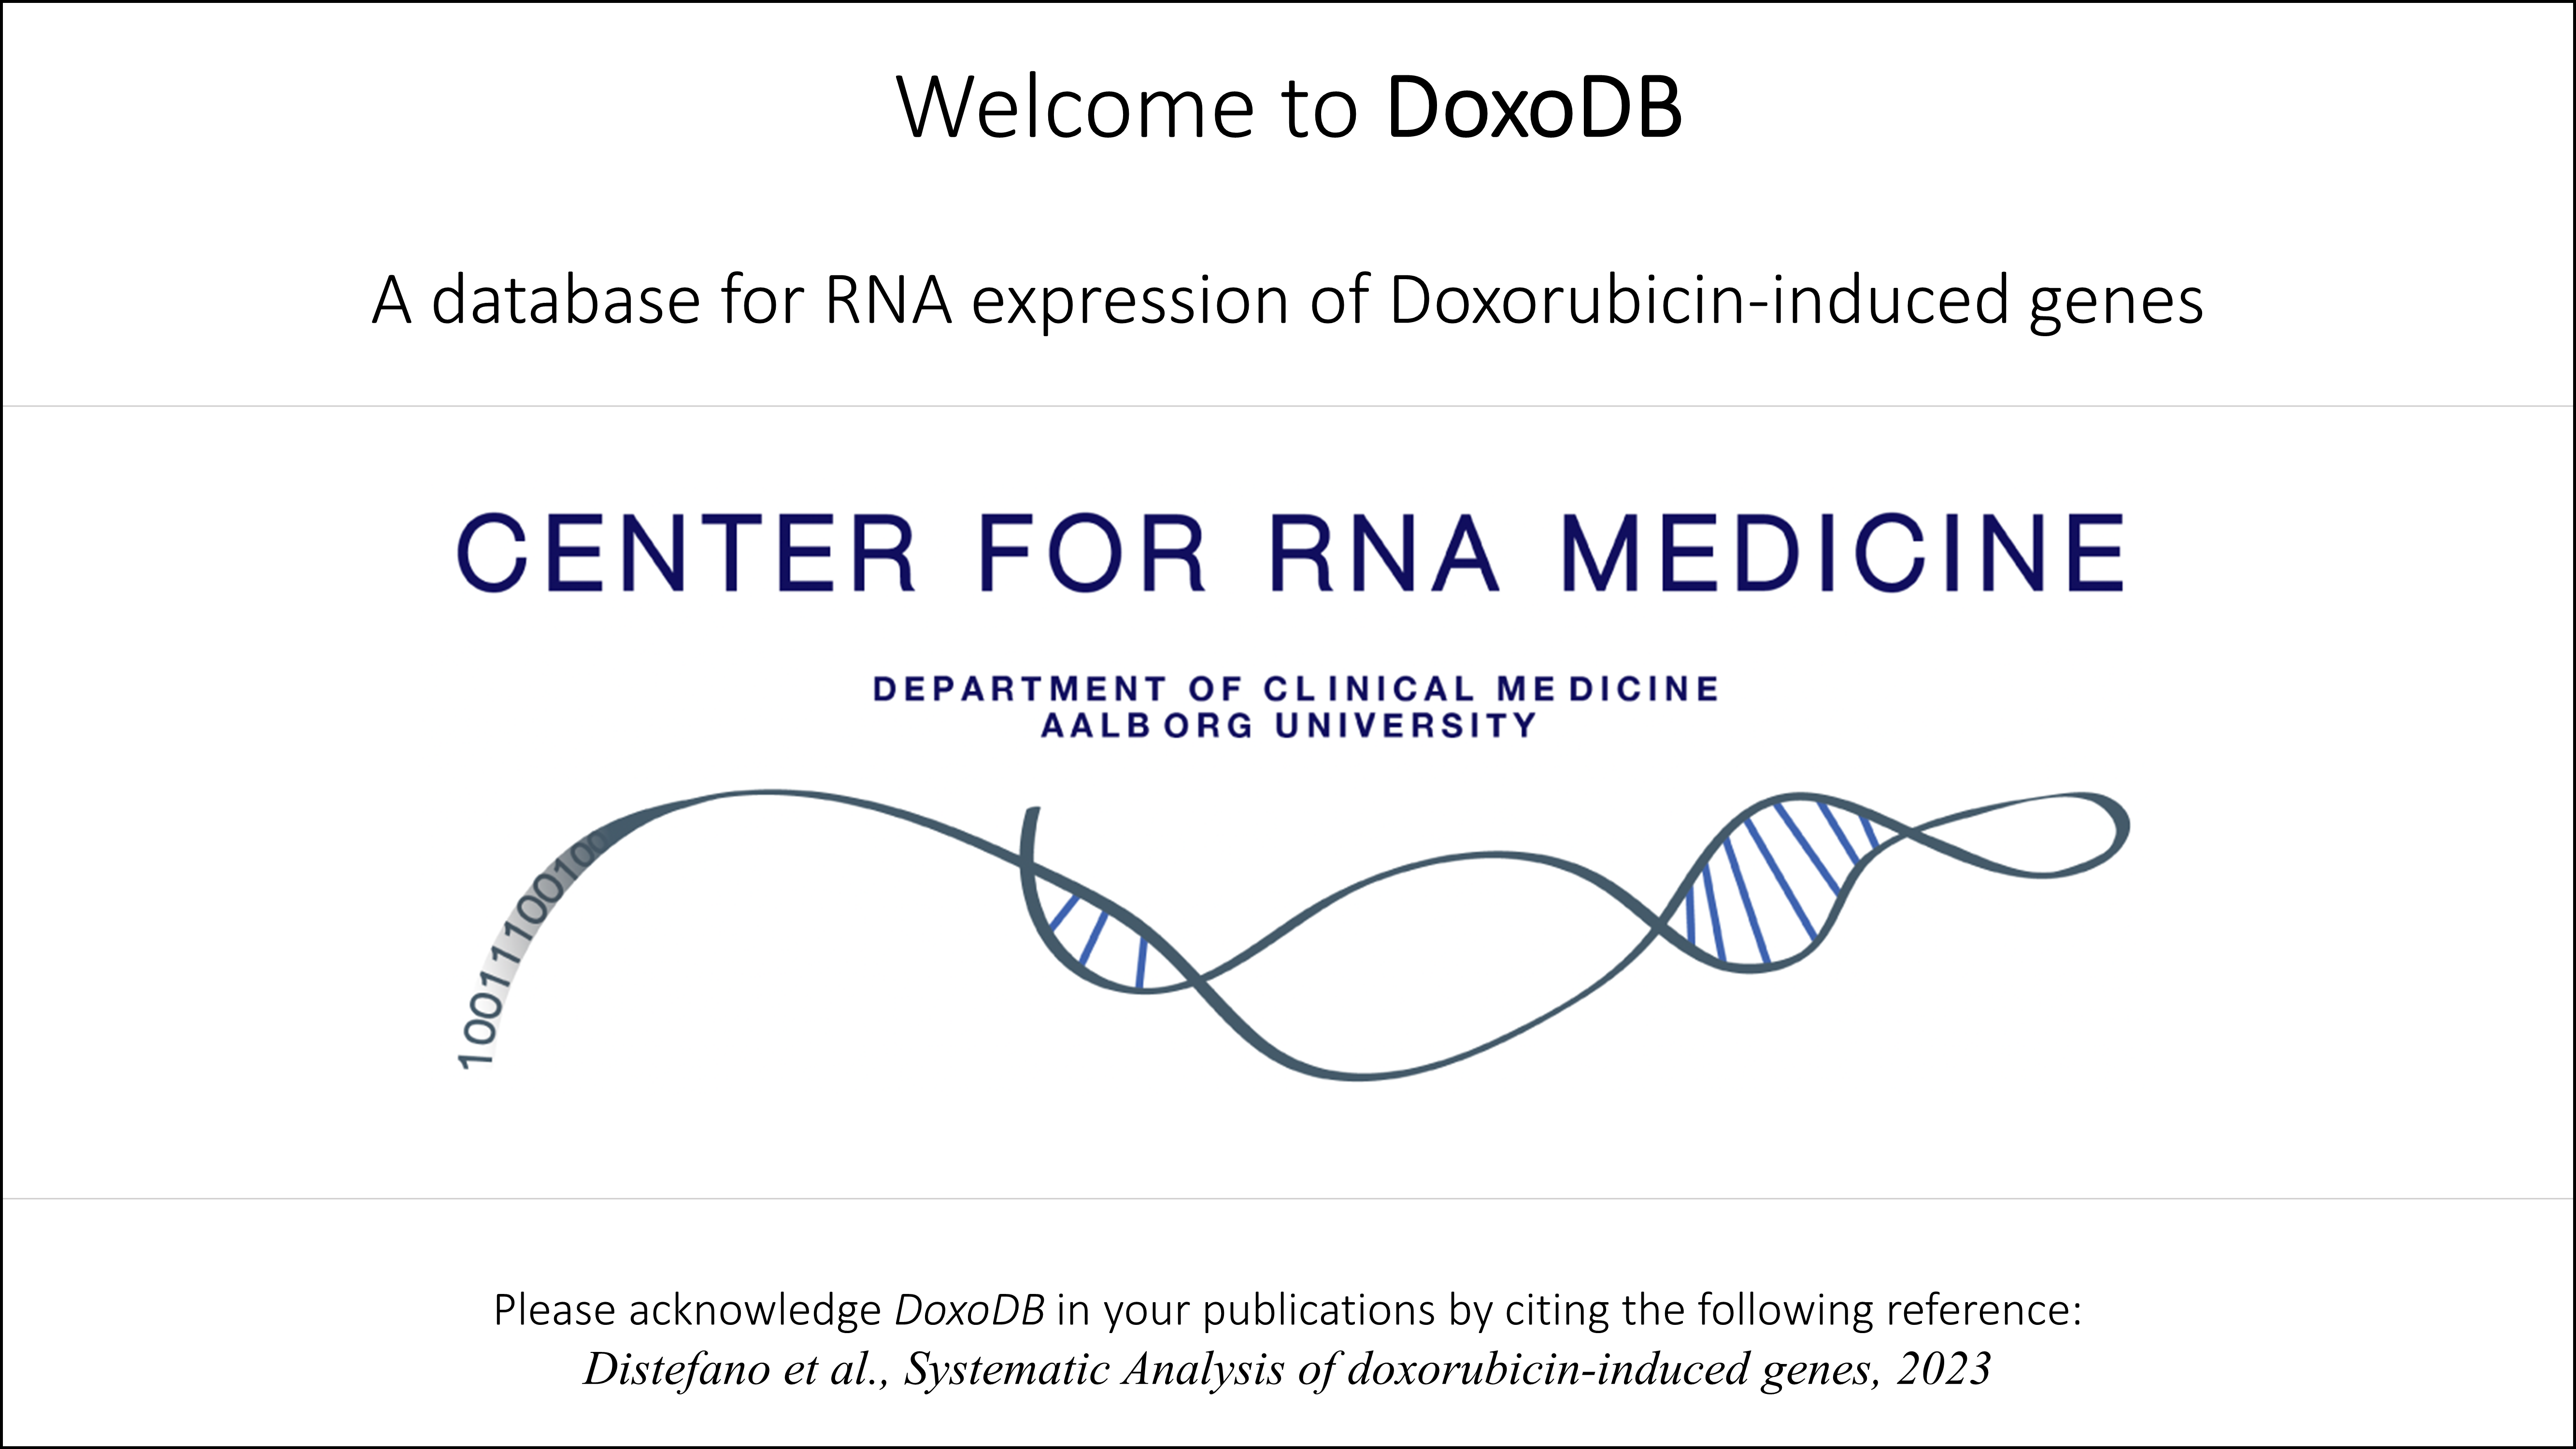 Welcome to DoxoDB
A database for RNA expression of Doxorubicin-induced genes
CENTER FOR RNA MEDICINE
DEPARTMENT OF CLINICAL MEDICINE
AALBORG UNIVERSITY
100111100100
Please acknowledge DoxoDB in your publications by citing the following reference:
Distefano et al., Systematic Analysis of doxorubicin-induced genes, 2023